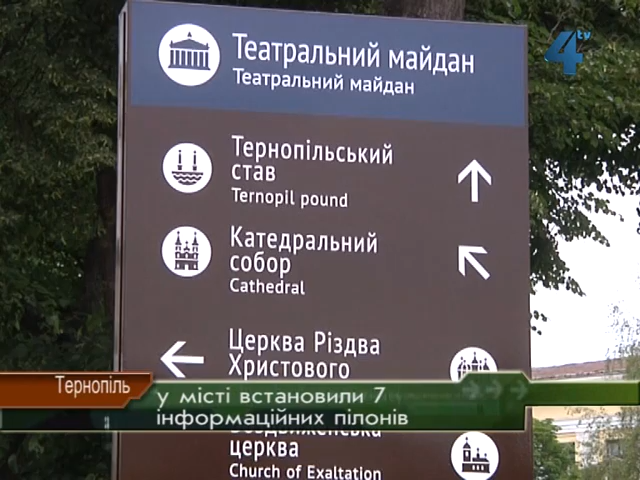 4 tv
Театральний майдан
Театральний майдан
Тернопільський
став
Ternopil pound
Катедральний
собор
Cathedral
Церква Різдва
Христового
Тернопіль
у місті встановили 7
інформаційних пілонів
церква
Church of Exaltation